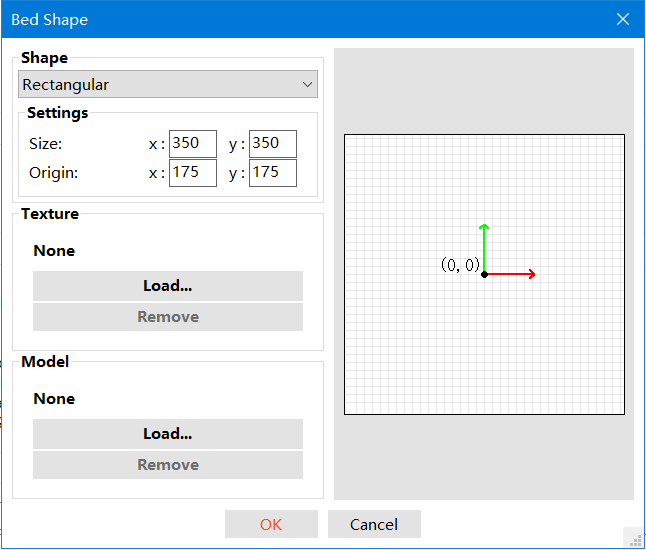 Bed Shape
Shape
Rectangular
Settings
Size: x : 350 y : 350
Origin: x : 175 y : 175
Texture
None
Load...
Remove
Model
None
Load...
Remove
(0, 0)
OK Cancel